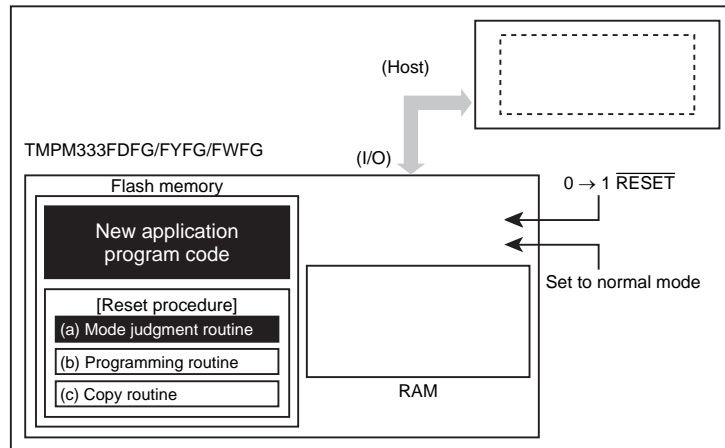 (Host)
TMPM333FDFG/FYFG/FWFG
(I/O)
Flash memory
0 → 1 RESET
New application
program code
Set to normal mode
[Reset procedure]
(a) Mode judgment routine
(b) Programming routine
(c) Copy routine
RAM